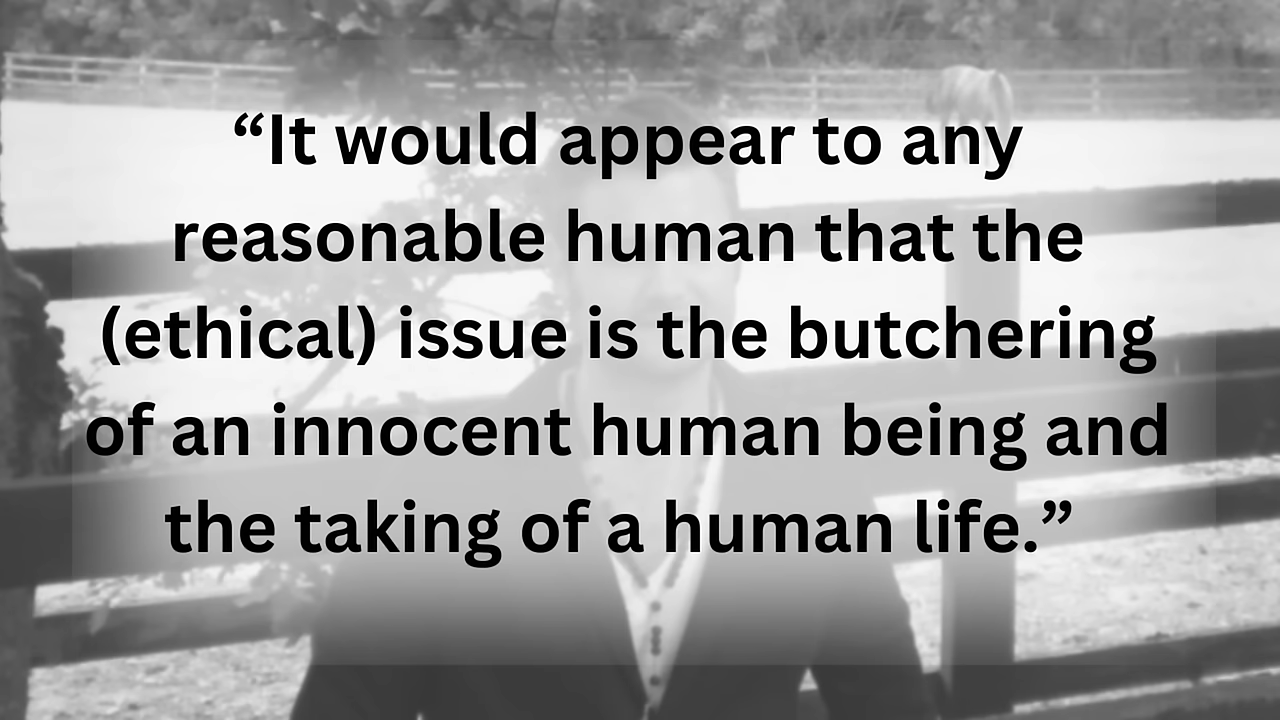 “It would appear to any
reasonable human that the
(ethical) issue is the butchering
of an innocent human being and
the taking of a human life.”